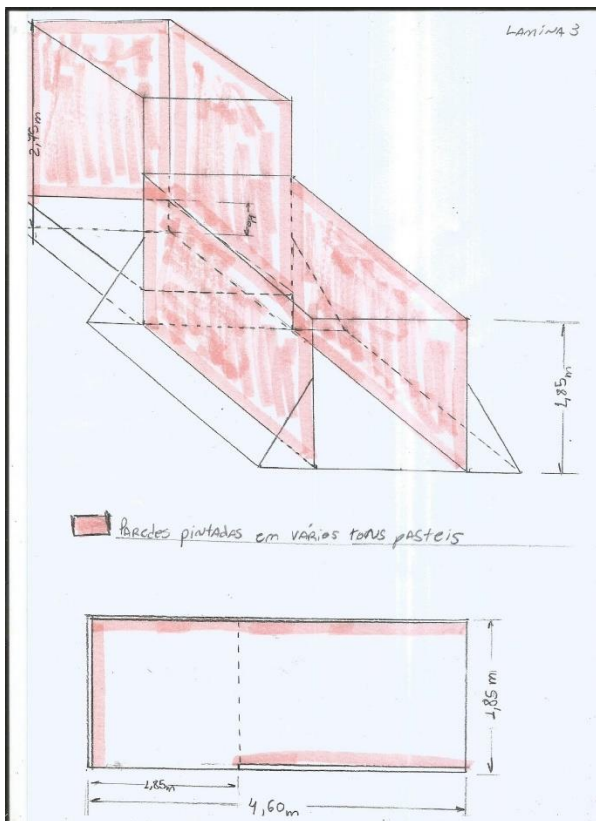 LAMINA 3
2,75m
1,85m
PAREDES PINTADAS em VÁRIOS TONS PASTEIS
1,85m
1,85m
4,60m